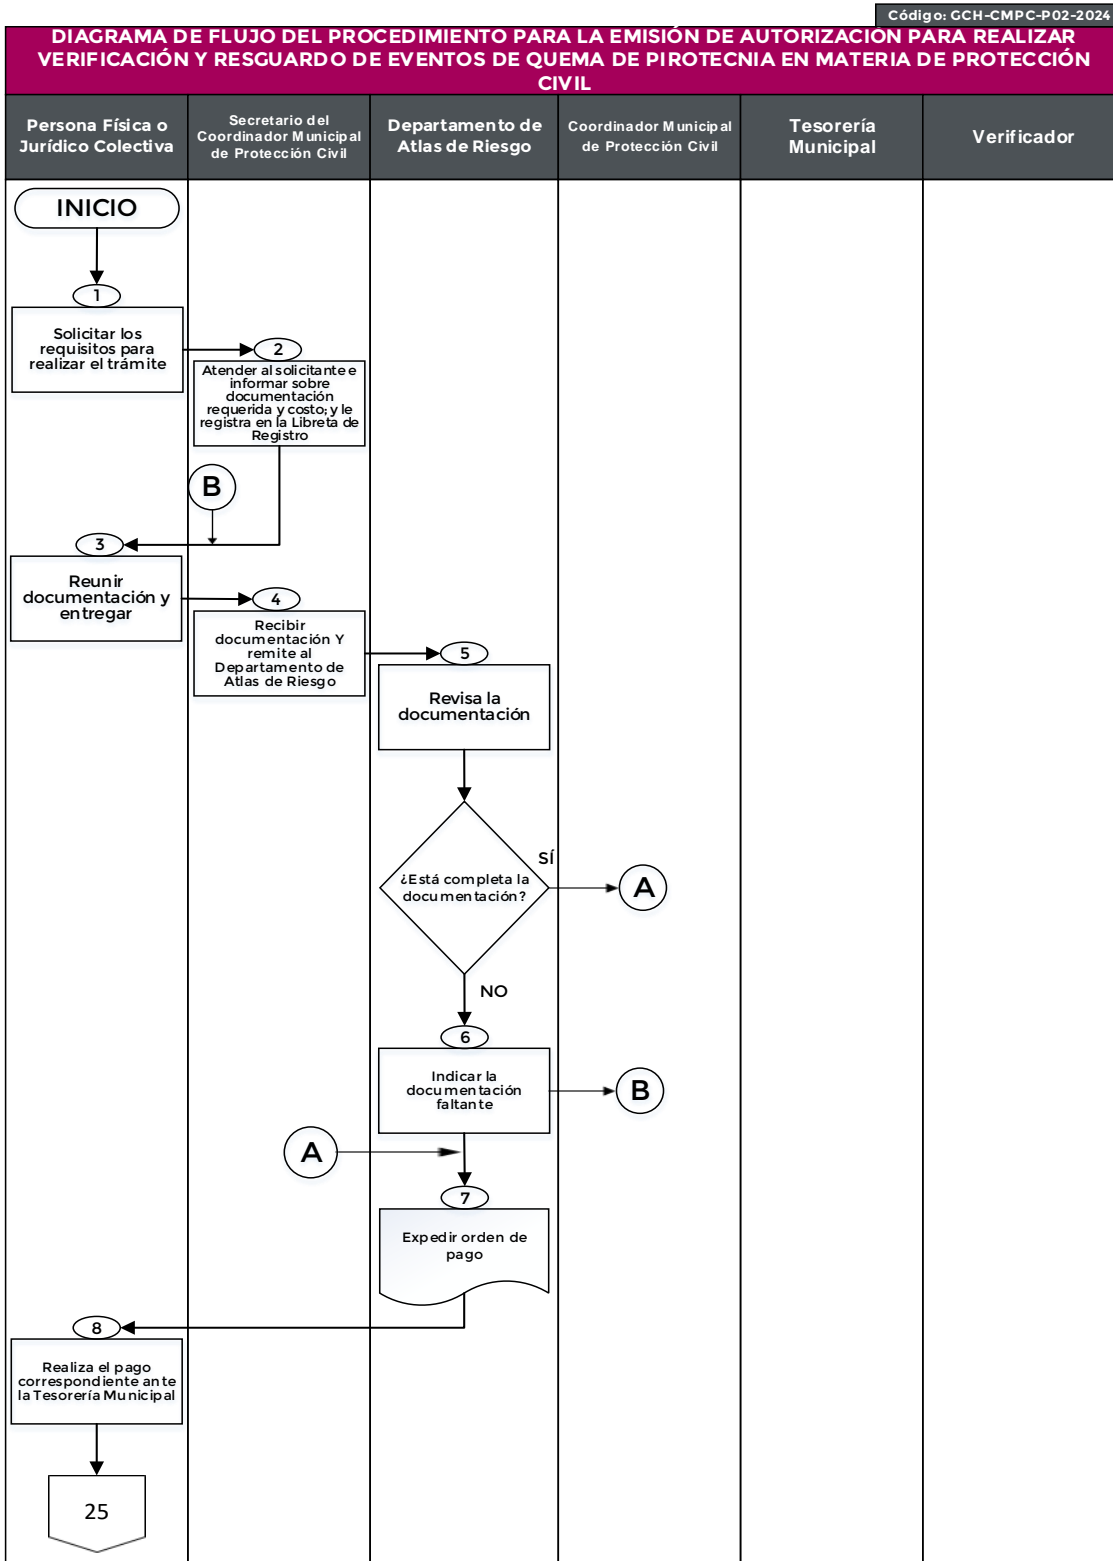 Código: GCH-CMPC-P02-2024
DIAGRAMA DE FLUJO DEL PROCEDIMIENTO PARA LA EMISIÓN DE AUTORIZACIÓN PARA REALIZAR
VERIFICACIÓN Y RESGUARDO DE EVENTOS DE QUEMA DE PIROTECNIA EN MATERIA DE PROTECCIÓN
CIVIL
Persona Física o
Jurídico Colectiva
Secretario del
Coordinador Municipal
de Protección Civil
Departamento de
Atlas de Riesgo
Coordinador Municipal
de Protección Civil
Tesorería
Municipal
Verificador
INICIO
1
Solicitar los
requisitos para
realizar el trámite
2
Atender al solicitante e
informar sobre
documentación
requerida y costo; y le
registra en la Libreta de
Registro
B
3
Reunir
documentación y
entregar
4
Recibir
documentación Y
remite al
Departamento de
Atlas de Riesgo
5
Revisa la
documentación
¿Está completa la
documentación?
SÍ
A
NO
6
Indicar la
documentación
faltante
B
A
7
Expedir orden de
pago
8
Realiza el pago
correspondiente ante
la Tesorería Municipal
25